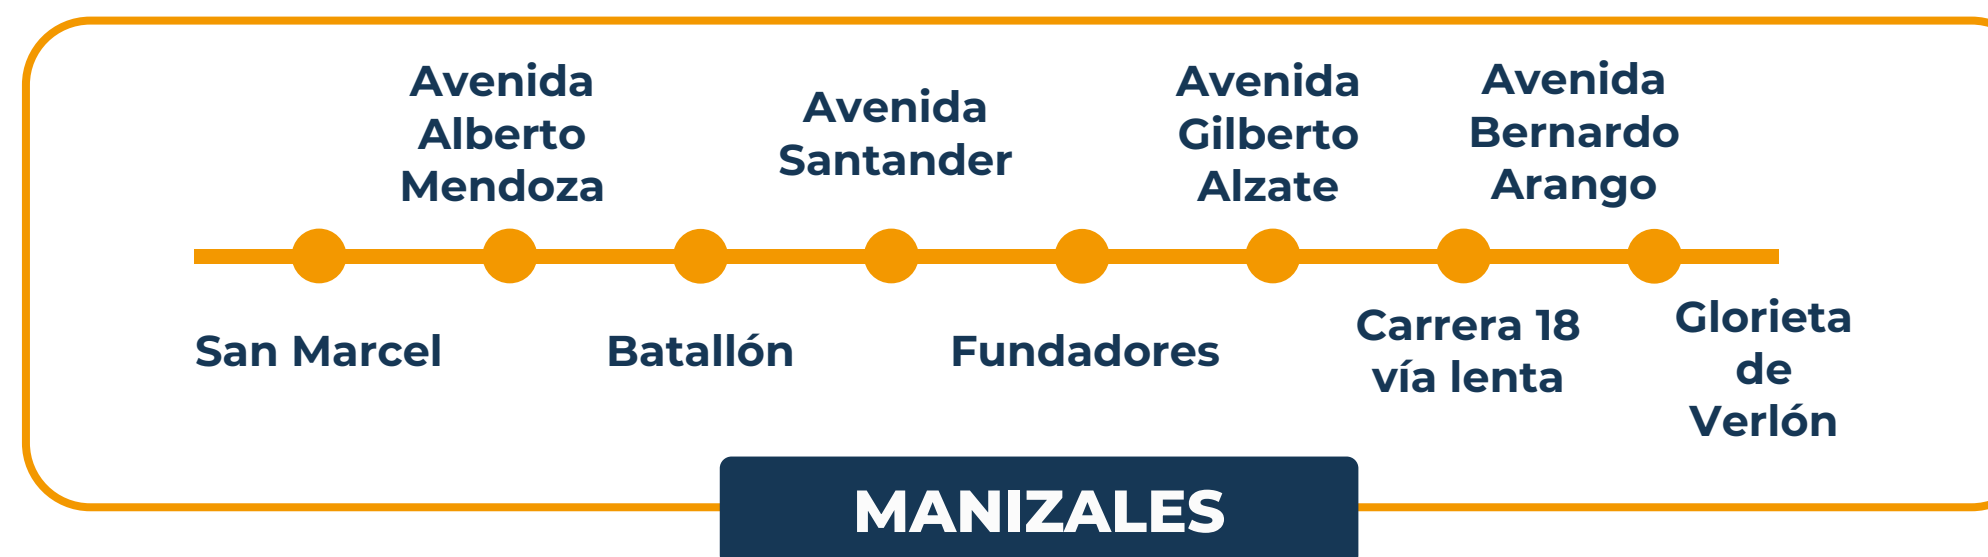 San Marcel
Avenida
Alberto
Mendoza
Batallón
Avenida
Santander
Fundadores
Avenida
Gilberto
Alzate
Carrera 18
vía lenta
Avenida
Bernardo
Arango
Glorieta
de
Verlón
MANIZALES